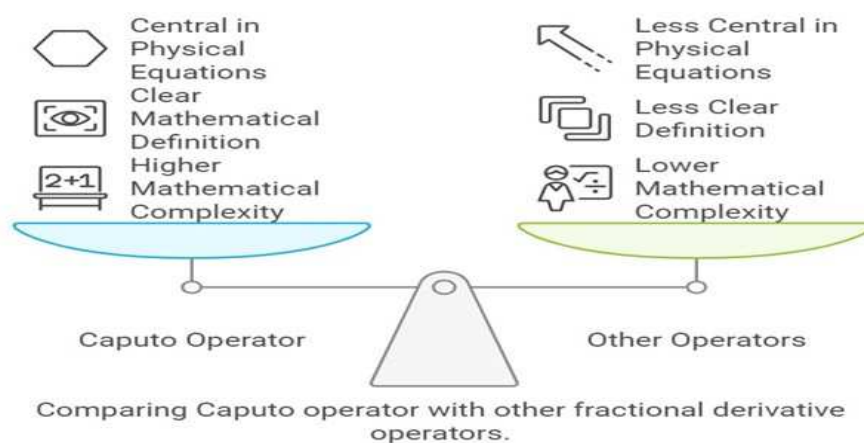 Central in
Physical
Equations
Clear
Mathematical
Definition
Higher
Mathematical
Complexity
2+1
Less Central in
Physical
Equations
Less Clear
Definition
Lower
Mathematical
Complexity
√
÷
Caputo Operator
Other Operators
Comparing Caputo operator with other fractional derivative
operators.